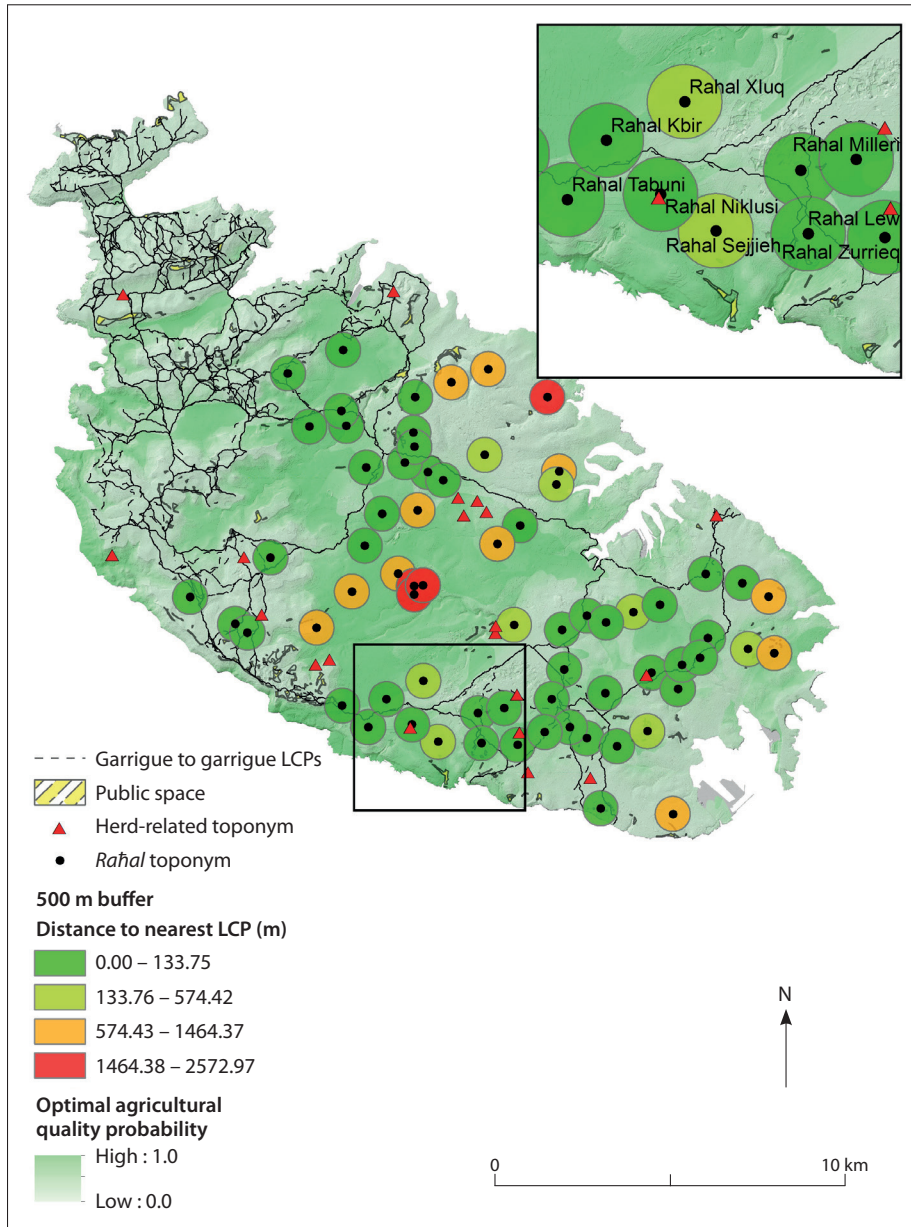 Rahal Xluq
Rahal Kbir
Rahal Milleri
Rahal Tabuni
Rahal Niklusi
Rahal Lew
Rahal Sejjieh
Rahal Zurrieq
Garrigue to garrigue LCPs
Public space
Herd-related toponym
Raħal toponym
500 m buffer
Distance to nearest LCP (m)
0.00 – 133.75
133.76 – 574.42
574.43 – 1464.37
1464.38 – 2572.97
Optimal agricultural
quality probability
High : 1.0
Low : 0.0
N
0 10 km